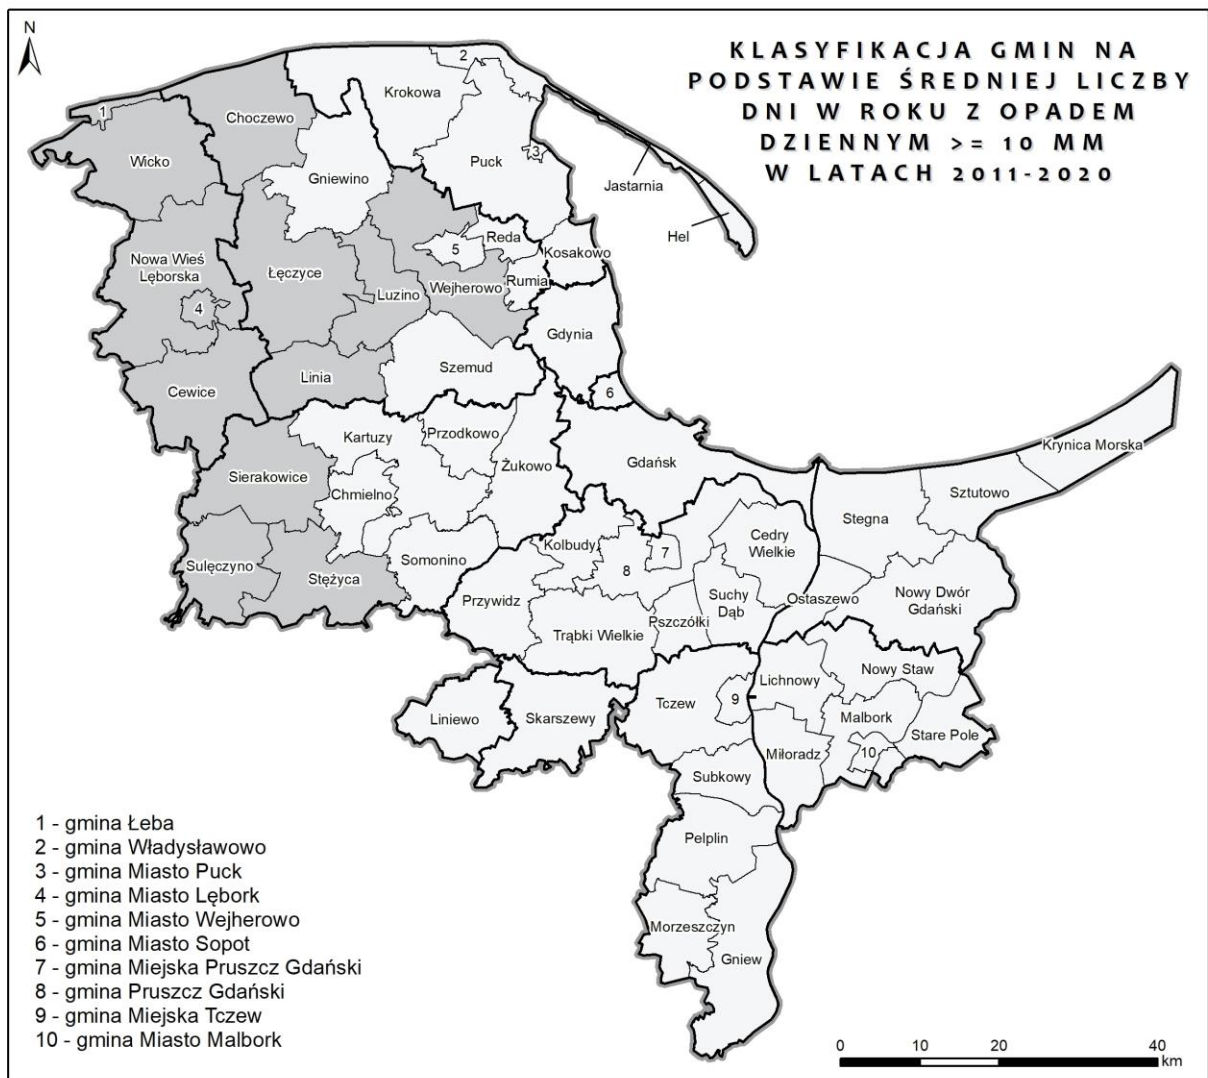 N
KLASYFIKACJA GMIN NA
PODSTAWIE ŚREDNIEJ LICZBY
DNI W ROKU Z OPADEM
DZIENNYM >= 10 MM
W LATACH 2011-2020
2
Krokowa
1
Choczewo
Wicko
3
Puck
Gniewino
Jastarnia
Hel
Reda
5
Kosakowo
Nowa Wieś
Lęborska
Łęczyce
Rumia
Luzino
Wejherowo
4
Gdynia
Szemud
Linia
Cewice
6
Kartuzy
Przodkowo
Krynica Morska
Gdańsk
Żukowo
Sierakowice
Chmielno
Sztutowo
Stegna
Cedry
Wielkie
Kolbudy
7
Somonino
Sulęczyno
8
Stężyca
Suchy
Dąb
Nowy Dwór
Gdański
Przywidz
Ostaszewo
Pszczółki
Trąbki Wielkie
Nowy Staw
Lichnowy
Tczew
9
Liniewo
Skarszewy
Malbork
Stare Pole
Miłoradz
10
Subkowy
Pelplin
Morzeszczyn
Gniew
1 - gmina Łeba
2 - gmina Władysławowo
3 - gmina Miasto Puck
4 - gmina Miasto Lębork
5 - gmina Miasto Wejherowo
6 - gmina Miasto Sopot
7 - gmina Miejska Pruszcz Gdański
8 - gmina Pruszcz Gdański
9 - gmina Miejska Tczew
10 - gmina Miasto Malbork
0 10 20 40
km